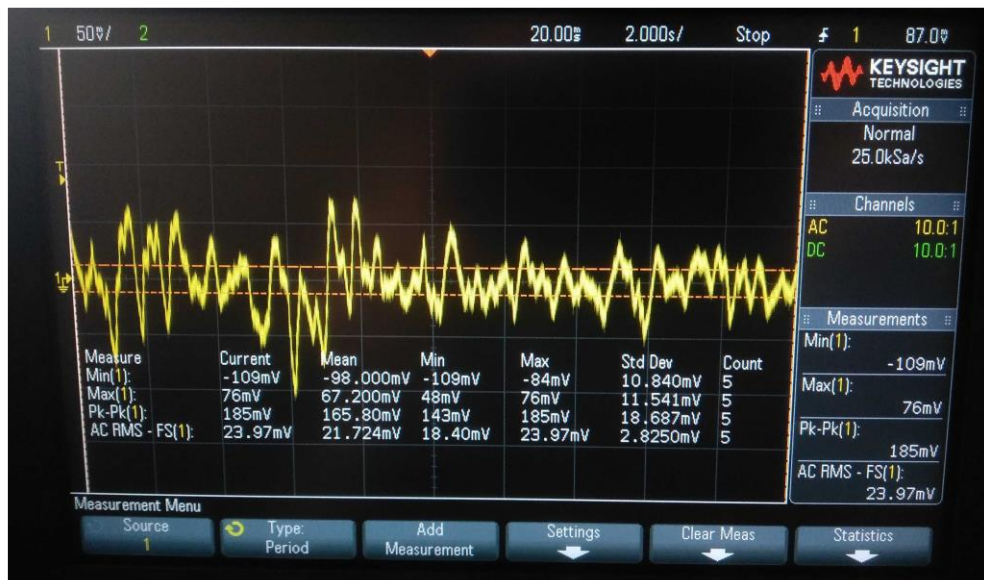 1 50V/ 2 20.00s 2.000s/ Stop 1 87.0V
KEYSIGHT
TECHNOLOGIES
Acquisition
Normal
25.0kSa/s
Channels
AC 10.0:1
DC 10.0:1
Measurements
Min(1):
-109mV
Max(1):
76mV
Pk-Pk(1):
185mV
AC RMS - FS(1):
23.97mV
T
1
Measure Current Mean Min Max Std Dev Count
Min(1): -109mV -98.000mV -109mV -84mV 10.840mV 5
Max(1): 76mV 67.200mV 48mV 76mV 11.541mV 5
Pk-Pk(1): 185mV 165.80mV 143mV 185mV 18.687mV 5
AC RMS - FS(1): 23.97mV 21.724mV 18.40mV 23.97mV 2.8250mV 5
Measurement Menu
Source
1
Type:
Period
Add
Measurement
Settings
Clear Meas
Statistics